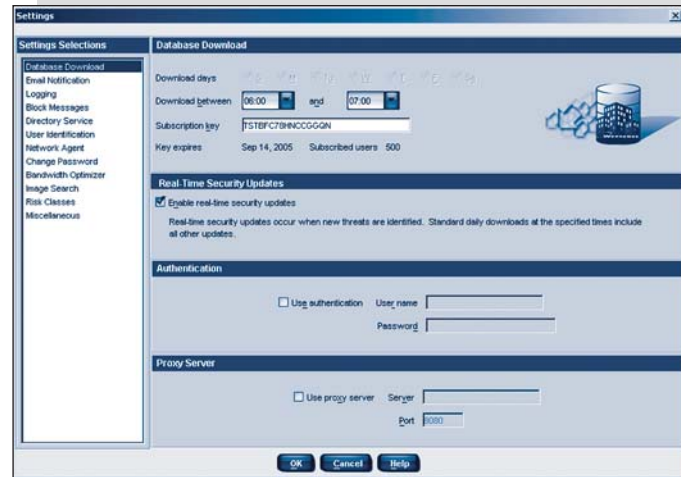 Settings
Settings Selections
Database Download
Email Notification
Logging
Block Messages
Directory Service
User Identification
Network Agent
Change Password
Bandwidth Optimizer
Image Search
Risk Classes
Miscellaneous
Database Download
Download days
Download between 06:00 and 07:00
Subscription key
Key expires Sep 14, 2005 Subscribed users 500
Real-Time Security Updates
Enable real-time security updates
Real-time security updates occur when new threats are identified. Standard daily downloads at the specified times include
all other updates.
Authentication
Use authentication User name
Password
Proxy Server
Use proxy server Server
Port 8080
OK Cancel Help